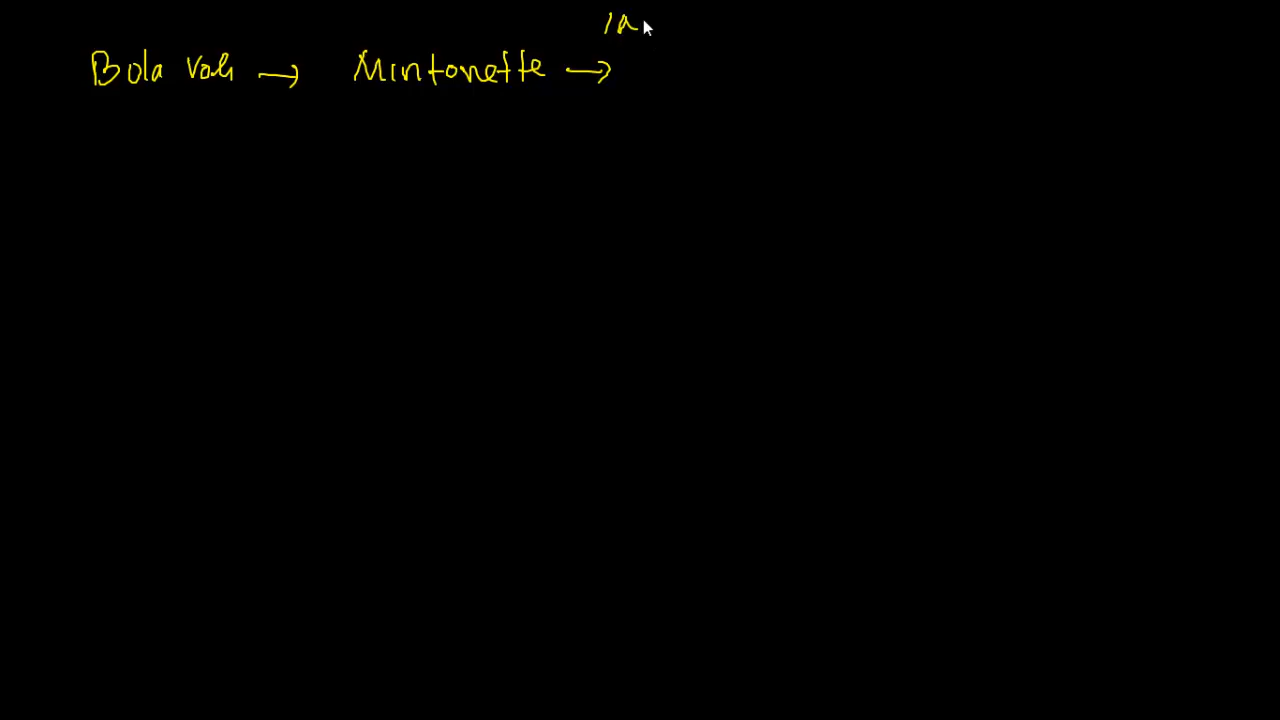 Bola Voli → Mintonette →